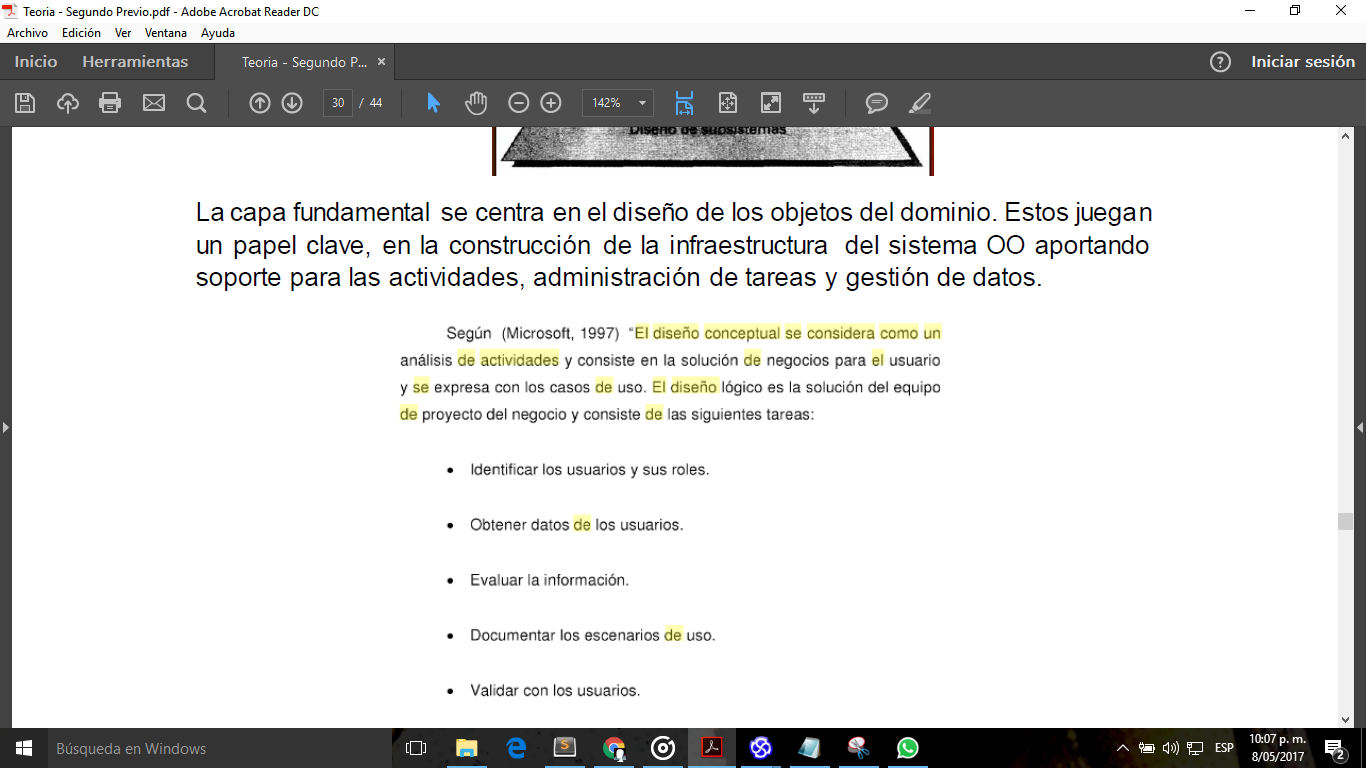 Teoria - Segundo Previo.pdf - Adobe Acrobat Reader DC
Archivo Edición Ver Ventana Ayuda
Inicio Herramientas Teoria - Segundo P... × ? Iniciar sesión
30 / 44 142%
Diseño de subsistemas
La capa fundamental se centra en el diseño de los objetos del dominio. Estos juegan
un papel clave, en la construcción de la infraestructura del sistema OO aportando
soporte para las actividades, administración de tareas y gestión de datos.
Según (Microsoft, 1997) "El diseño conceptual se considera como un
análisis de actividades y consiste en la solución de negocios para el usuario
y se expresa con los casos de uso. El diseño lógico es la solución del equipo
de proyecto del negocio y consiste de las siguientes tareas:
• Identificar los usuarios y sus roles.
• Obtener datos de los usuarios.
• Evaluar la información.
• Documentar los escenarios de uso.
• Validar con los usuarios.
Búsqueda en Windows
ESP
10:07 p. m.
8/05/2017
2